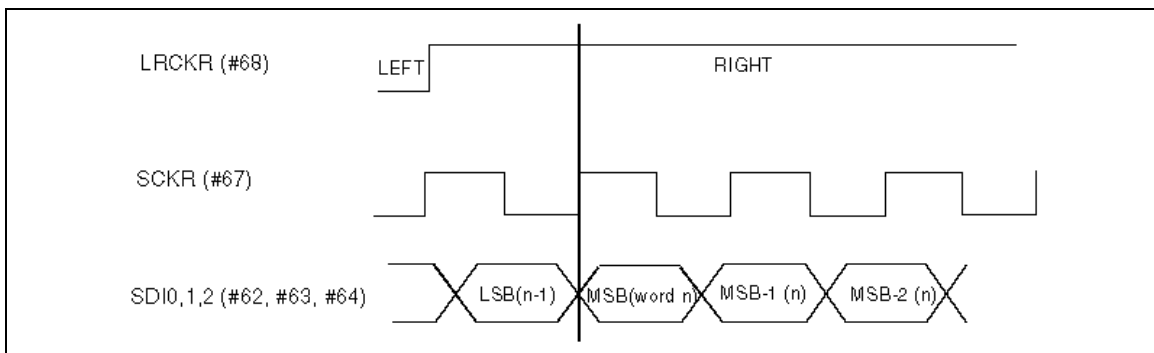 LRCKR (#68)
LEFT
RIGHT
SCKR (#67)
SDI0,1,2 (#62, #63, #64)
LSB(n-1)
MSB(word n)
MSB-1 (n)
MSB-2 (n)